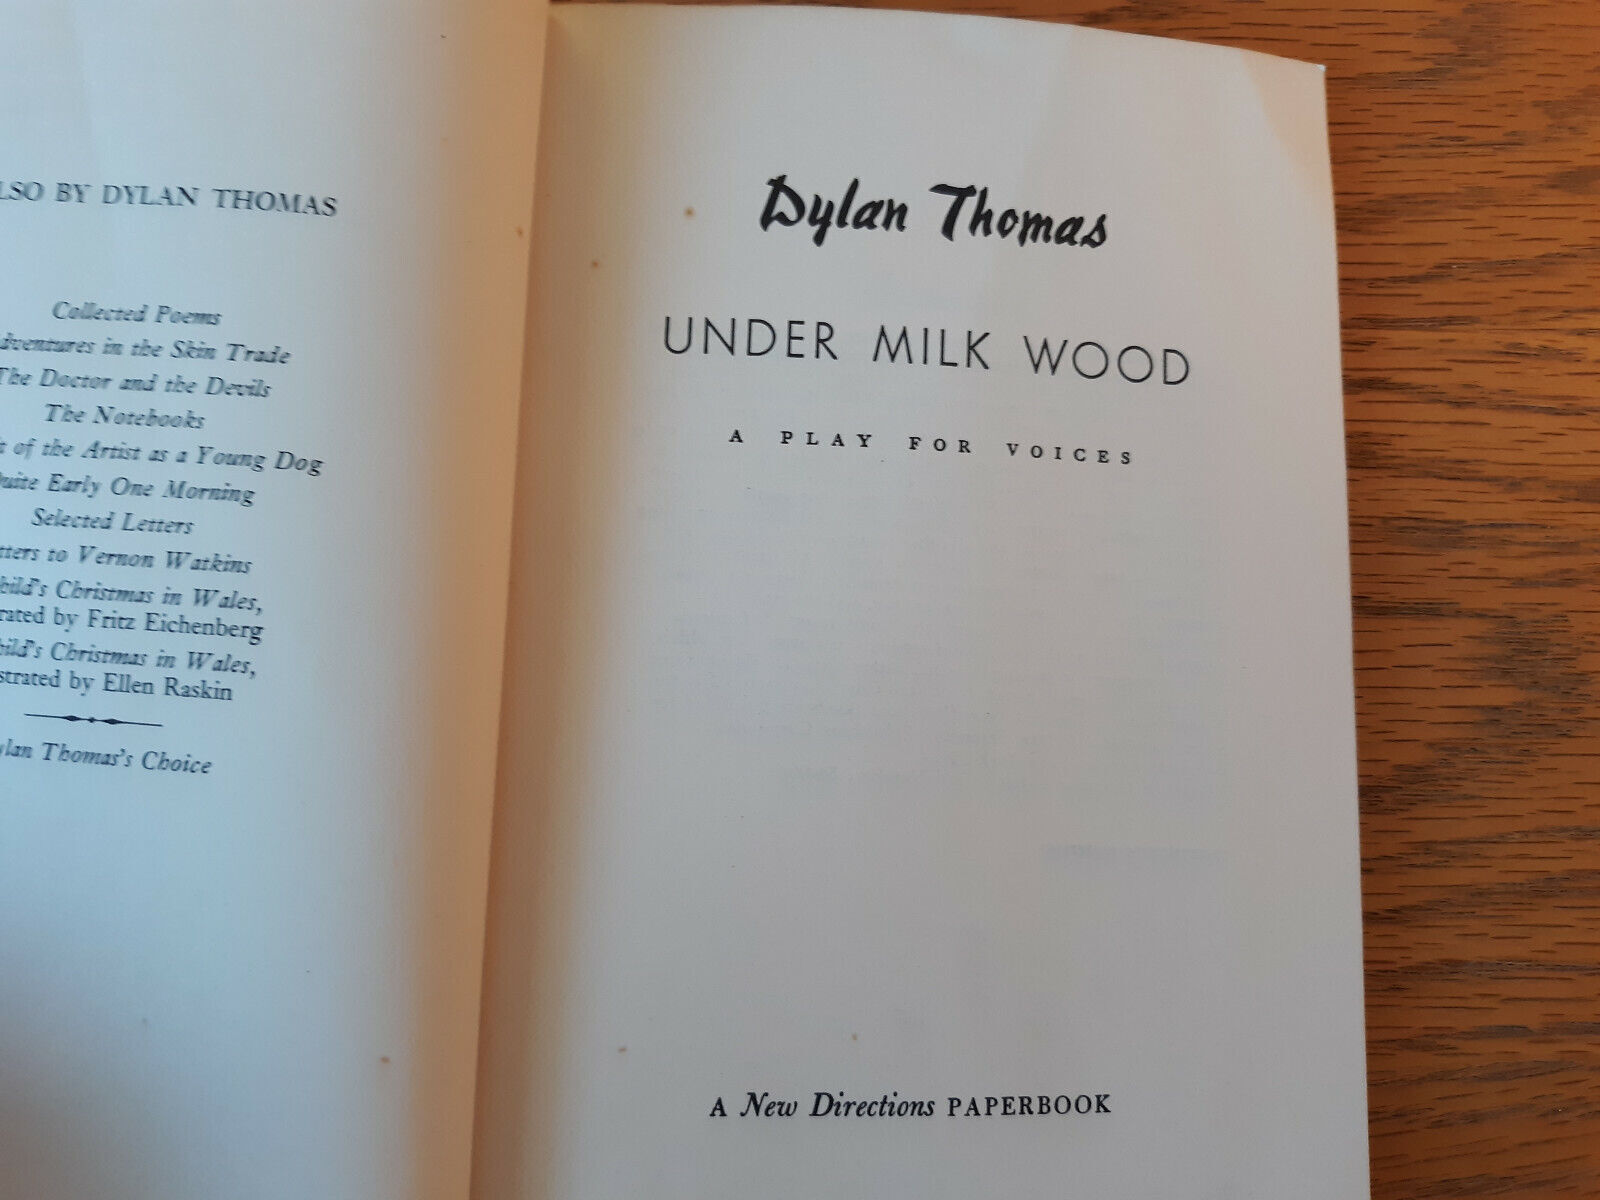 LSO BY DYLAN THOMAS
Collected Poems
dventures in the Skin Trade
The Doctor and the Devils
The Notebooks
t of the Artist as a Young Dog
uite Early One Morning
Selected Letters
tters to Vernon Watkins
hild's Christmas in Wales,
rated by Fritz Eichenberg
hild's Christmas in Wales,
strated by Ellen Raskin
ylan Thomas's Choice
Dylan Thomas
UNDER MILK WOOD
A PLAY FOR VOICES
A New Directions PAPERBOOK